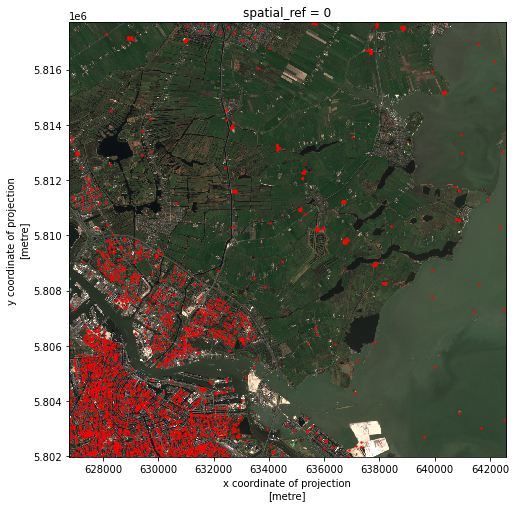 spatial_ref = 0
1e6
5.816
5.814
5.812
5.810
5.808
5.806
5.804
5.802
y coordinate of projection
[metre]
628000 630000 632000 634000 636000 638000 640000 642000
x coordinate of projection
[metre]